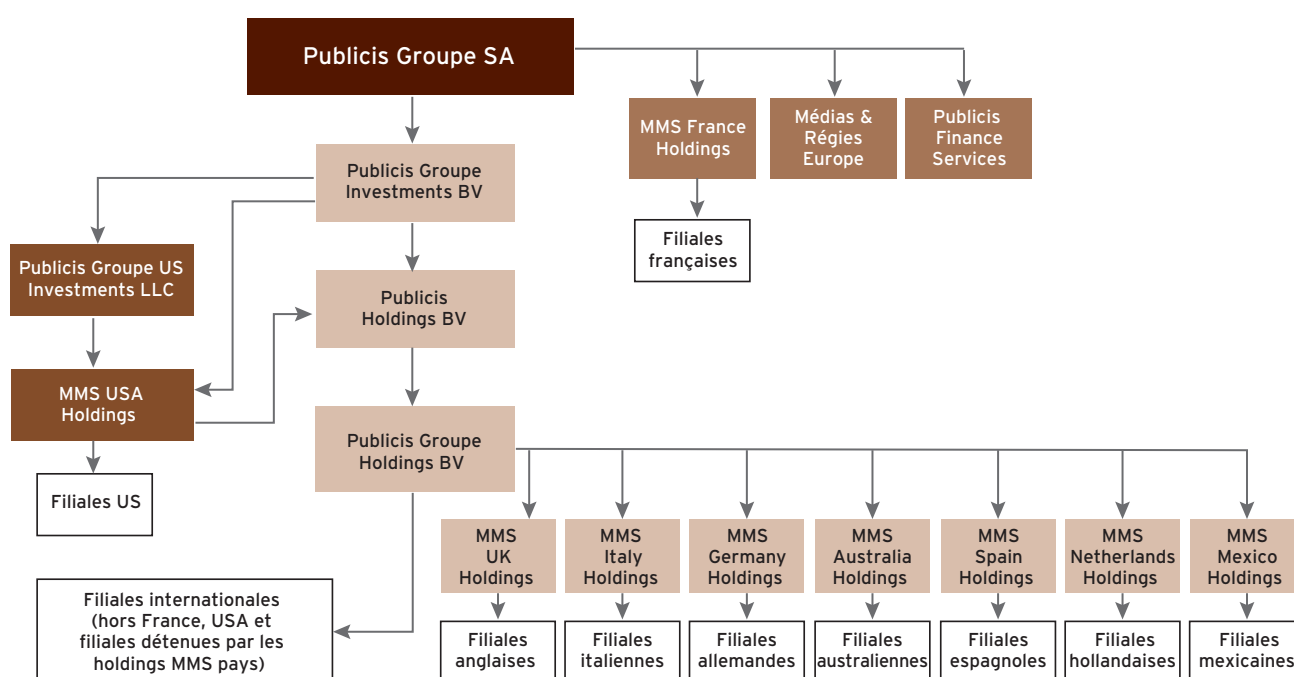 Publicis Groupe SA
MMS France
Holdings
Médias &
Régies
Europe
Publicis
Finance
Services
Publicis Groupe
Investments BV
Filiales
françaises
Publicis Groupe US
Investments LLC
Publicis
Holdings BV
MMS USA
Holdings
Publicis Groupe
Holdings BV
Filiales US
MMS
UK
Holdings
MMS
Italy
Holdings
MMS
Germany
Holdings
MMS
Australia
Holdings
MMS
Spain
Holdings
MMS
Netherlands
Holdings
MMS
Mexico
Holdings
Filiales internationales
(hors France, USA et
filiales détenues par les
holdings MMS pays)
Filiales
anglaises
Filiales
italiennes
Filiales
allemandes
Filiales
australiennes
Filiales
espagnoles
Filiales
hollandaises
Filiales
mexicaines